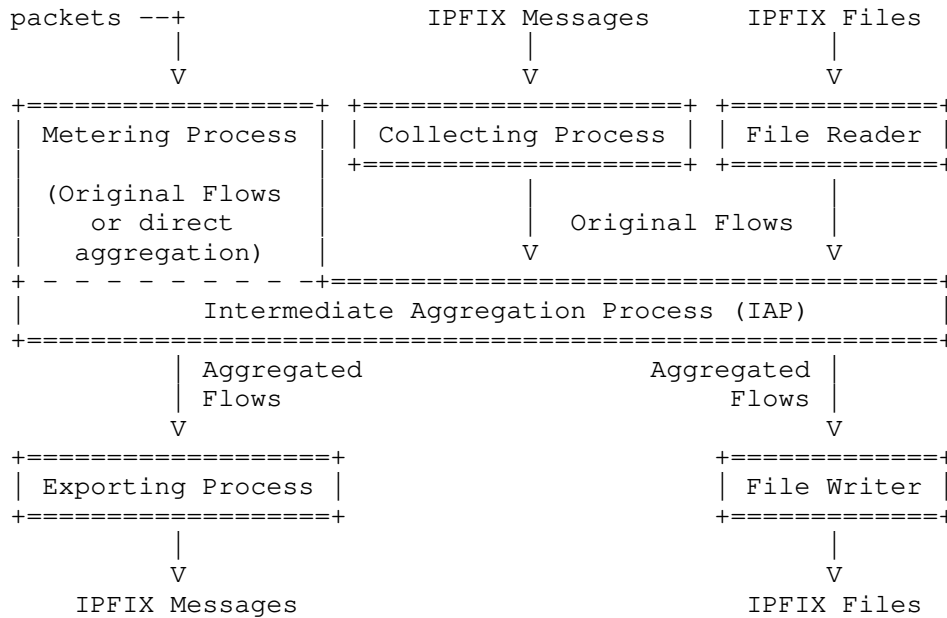 packets --+ IPFIX Messages IPFIX Files
| | |
V V V
+==================+ +====================+ +=============+
| Metering Process | | Collecting Process | | File Reader |
| | +====================+ +=============+
| (Original Flows | | |
| or direct | | Original Flows |
| aggregation) | V V
+ - - - - - - - - -+======================================+
| Intermediate Aggregation Process (IAP) |
+=========================================================+
| Aggregated Aggregated |
| Flows Flows |
V V
+===================+ +=============+
| Exporting Process | | File Writer |
+===================+ +=============+
| |
V V
IPFIX Messages IPFIX Files